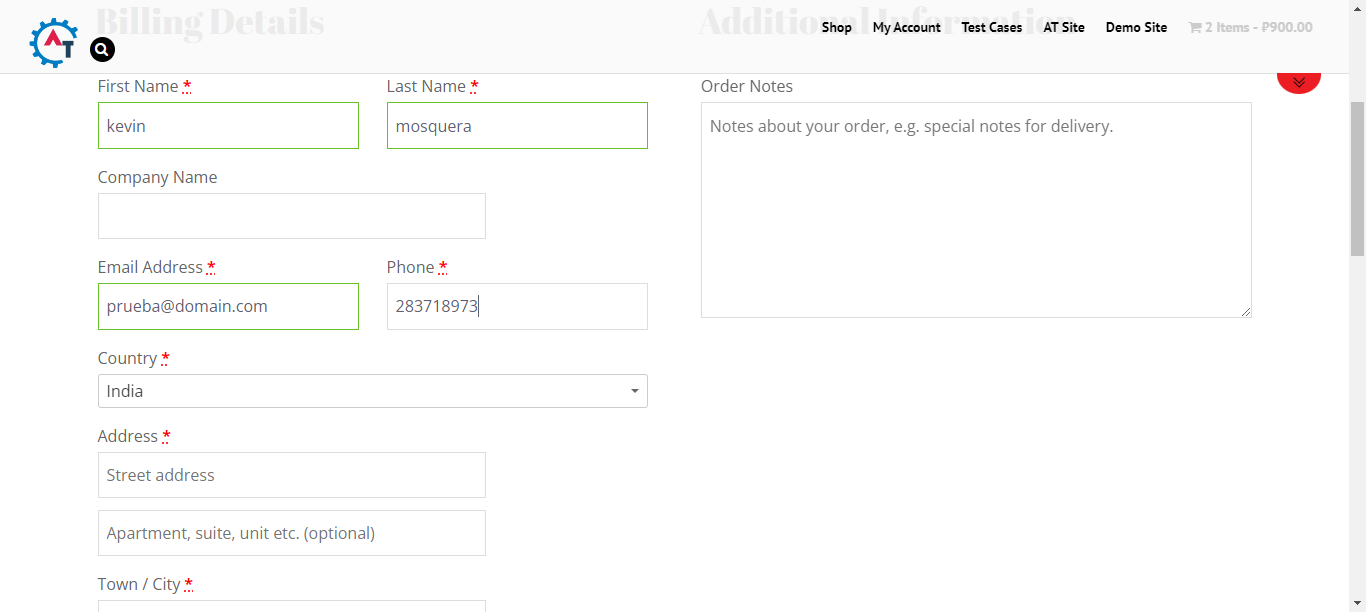 Billing Details
Additional Information
AT
Shop My Account Test Cases AT Site Demo Site 2 Items - ₽900.00
First Name *
Last Name *
kevin
mosquera
Company Name
Email Address *
Phone *
prueba@domain.com
283718973
Country *
India
Address *
Street address
Apartment, suite, unit etc. (optional)
Town / City *
Order Notes
Notes about your order, e.g. special notes for delivery.